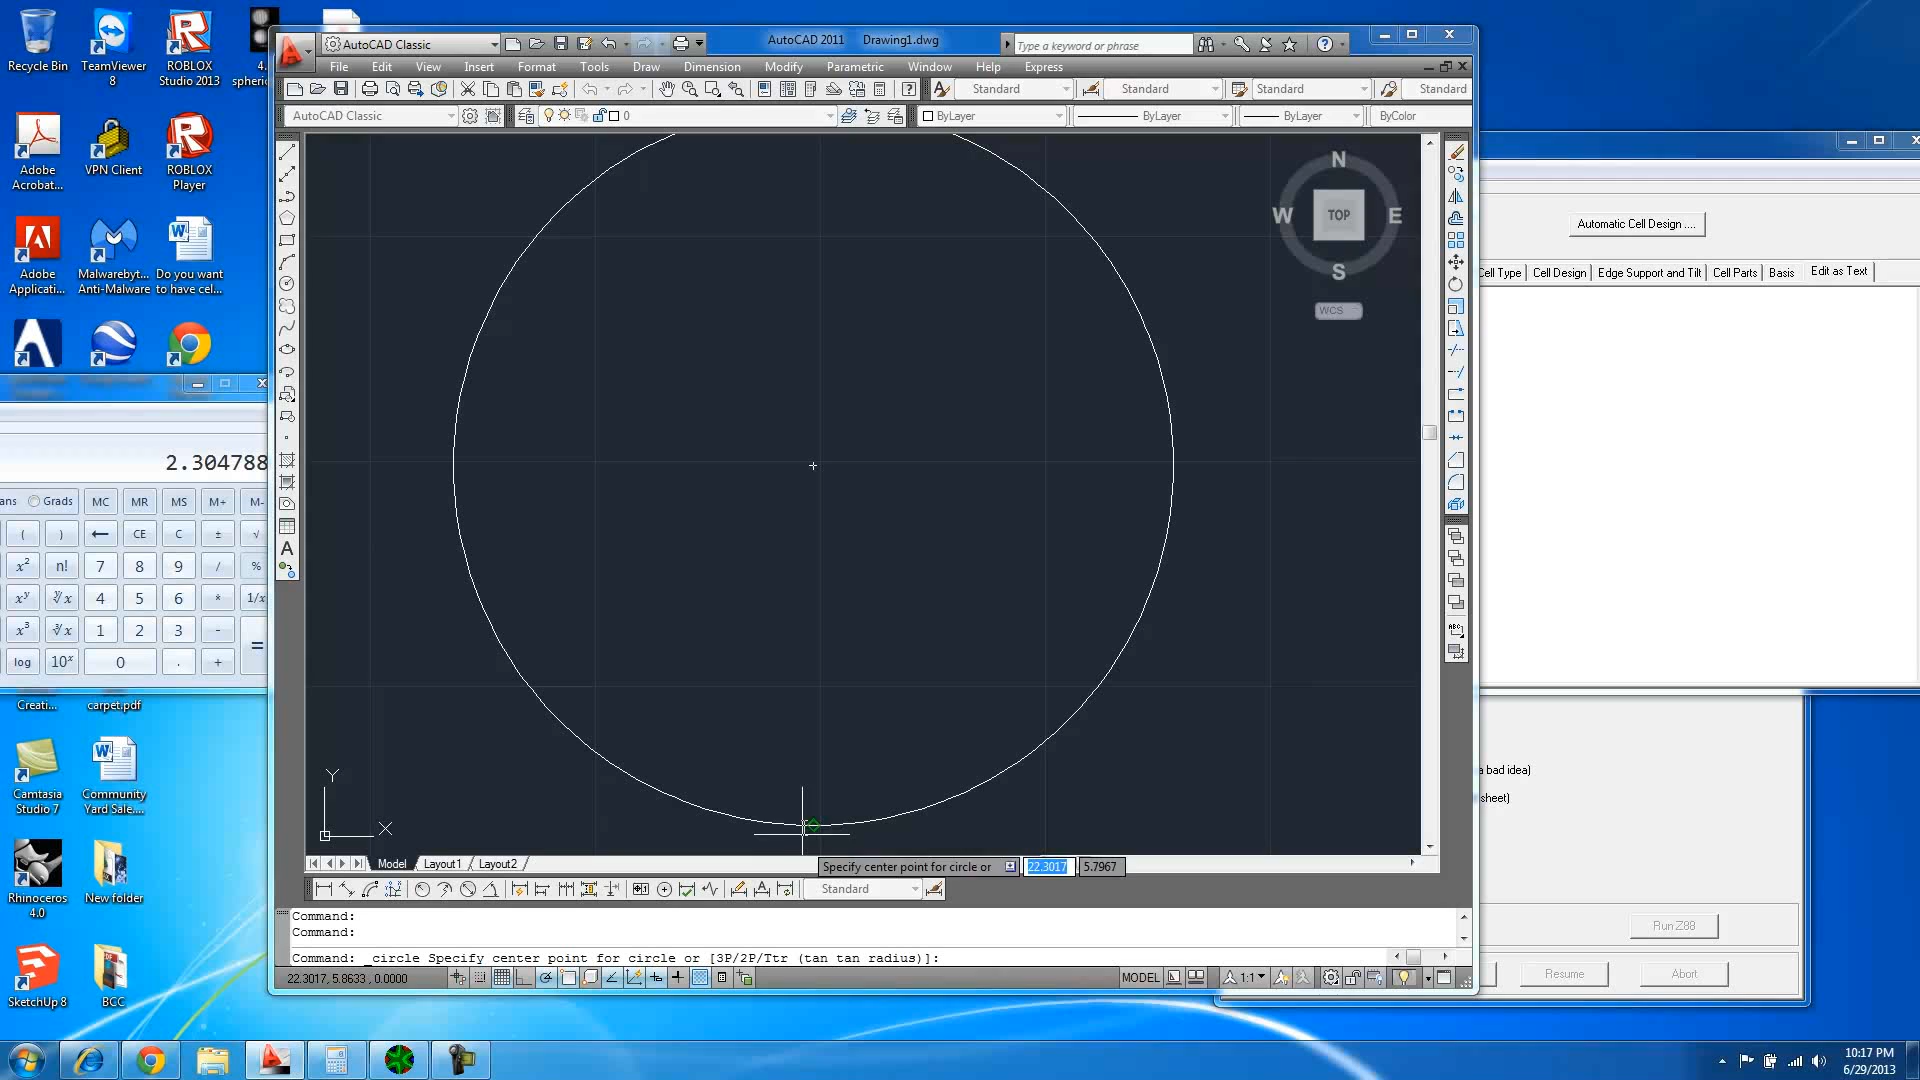 Recycle Bin
TeamViewer 8
ROBLOX Studio 2013
Adobe Acrobat...
VPN Client
ROBLOX Player
Adobe Applicati...
Malwarebyt... Anti-Malware
Do you want to have cel...
AutoCAD Classic
AutoCAD 2011 Drawing1.dwg
Type a keyword or phrase
File Edit View Insert Format Tools Draw Dimension Modify Parametric Window Help Express
Standard Standard Standard Standard
AutoCAD Classic
0
ByLayer ByLayer ByLayer ByColor
N
W TOP E
S
WCS
Automatic Cell Design ....
Cell Type Cell Design Edge Support and Tilt Cell Parts Basis Edit as Text
2.304788
Grads MC MR MS M+ M-
( ) ← CE C ± √
x² n! 7 8 9 / %
xʸ ʸ√x 4 5 6 * 1/x
x³ ³√x 1 2 3 - =
log 10ˣ 0 . +
Creati...
carpet.pdf
Camtasia Studio 7
Community Yard Sale....
Rhinoceros 4.0
New folder
SketchUp 8
BCC
Y
X
Model Layout1 Layout2
Specify center point for circle or 22.3017 5.7967
Standard
Command:
Command:
Command: _circle Specify center point for circle or [3P/2P/Ttr (tan tan radius)]:
22.3017, 5.8633, 0.0000
MODEL
1:1
a bad idea)
sheet)
Run Z88
Resume
Abort
10:17 PM
6/29/2013